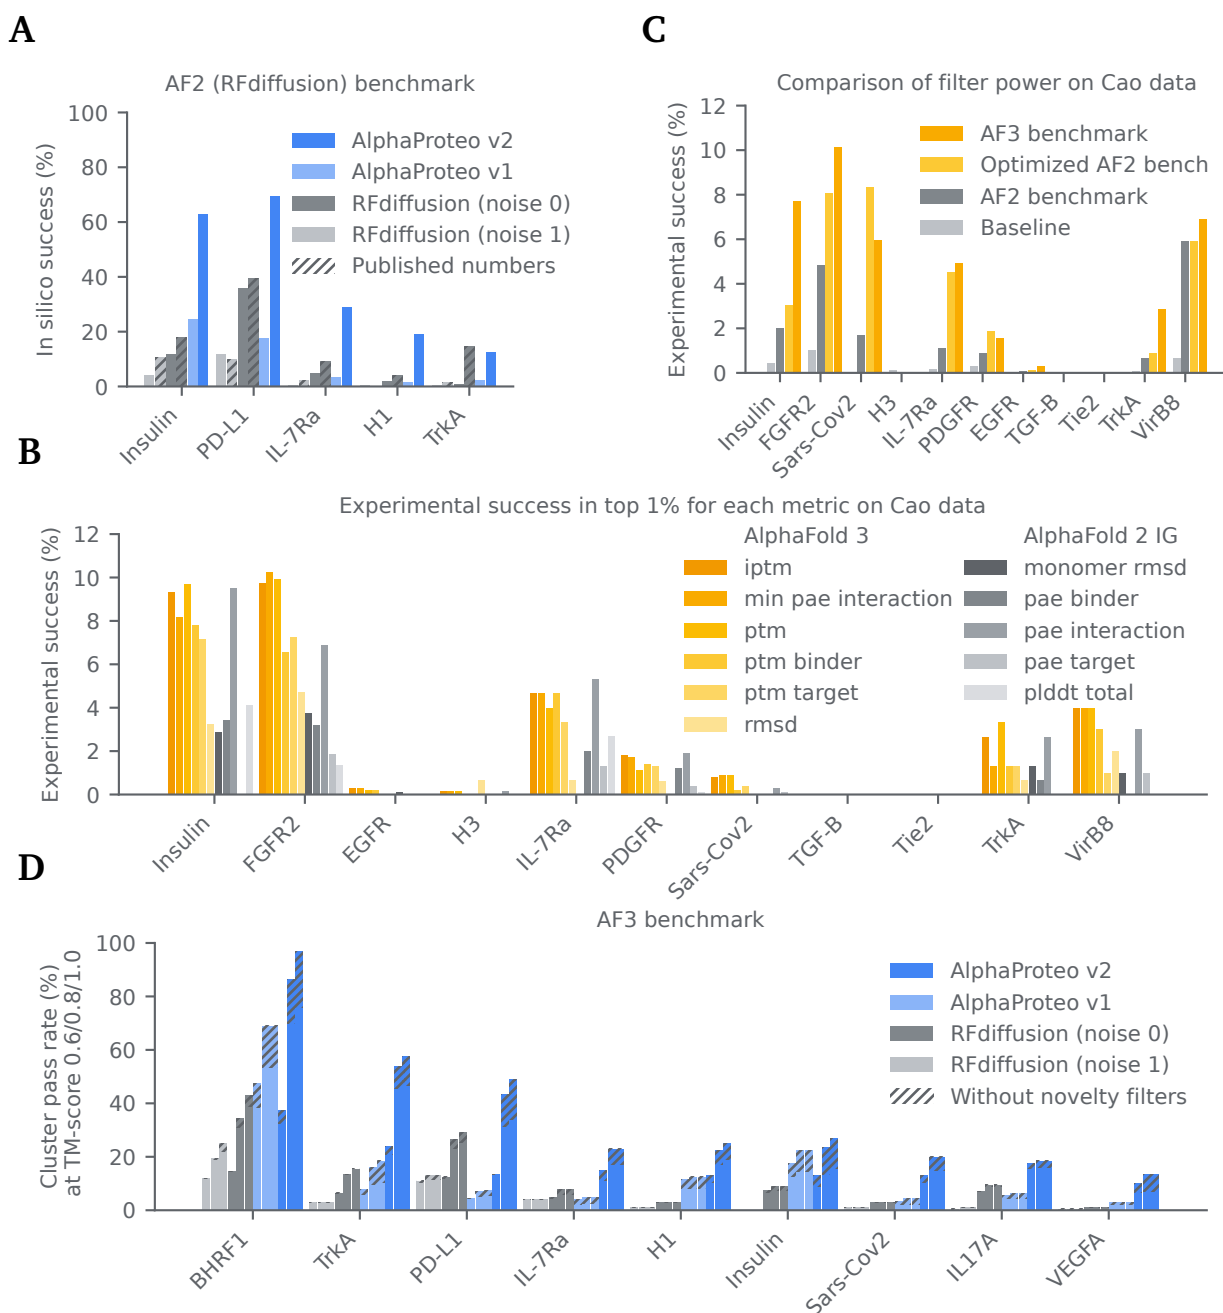 A
AF2 (RFdiffusion) benchmark
In silico success (%)
100
80
60
40
20
0
AlphaProteo v2
AlphaProteo v1
RFdiffusion (noise 0)
RFdiffusion (noise 1)
Published numbers
Insulin
PD-L1
IL-7Ra
H1
TrkA
C
Comparison of filter power on Cao data
Experimental success (%)
12
10
8
6
4
2
0
AF3 benchmark
Optimized AF2 bench
AF2 benchmark
Baseline
Insulin
FGFR2
Sars-Cov2
H3
IL-7Ra
PDGFR
EGFR
TGF-B
Tie2
TrkA
VirB8
B
Experimental success in top 1% for each metric on Cao data
Experimental success (%)
12
10
8
6
4
2
0
AlphaFold 3
iptm
min pae interaction
ptm
ptm binder
ptm target
rmsd
AlphaFold 2 IG
monomer rmsd
pae binder
pae interaction
pae target
plddt total
Insulin
FGFR2
EGFR
H3
IL-7Ra
PDGFR
Sars-Cov2
TGF-B
Tie2
TrkA
VirB8
D
AF3 benchmark
Cluster pass rate (%)
at TM-score 0.6/0.8/1.0
100
80
60
40
20
0
AlphaProteo v2
AlphaProteo v1
RFdiffusion (noise 0)
RFdiffusion (noise 1)
Without novelty filters
BHRF1
TrkA
PD-L1
IL-7Ra
H1
Insulin
Sars-Cov2
IL17A
VEGFA